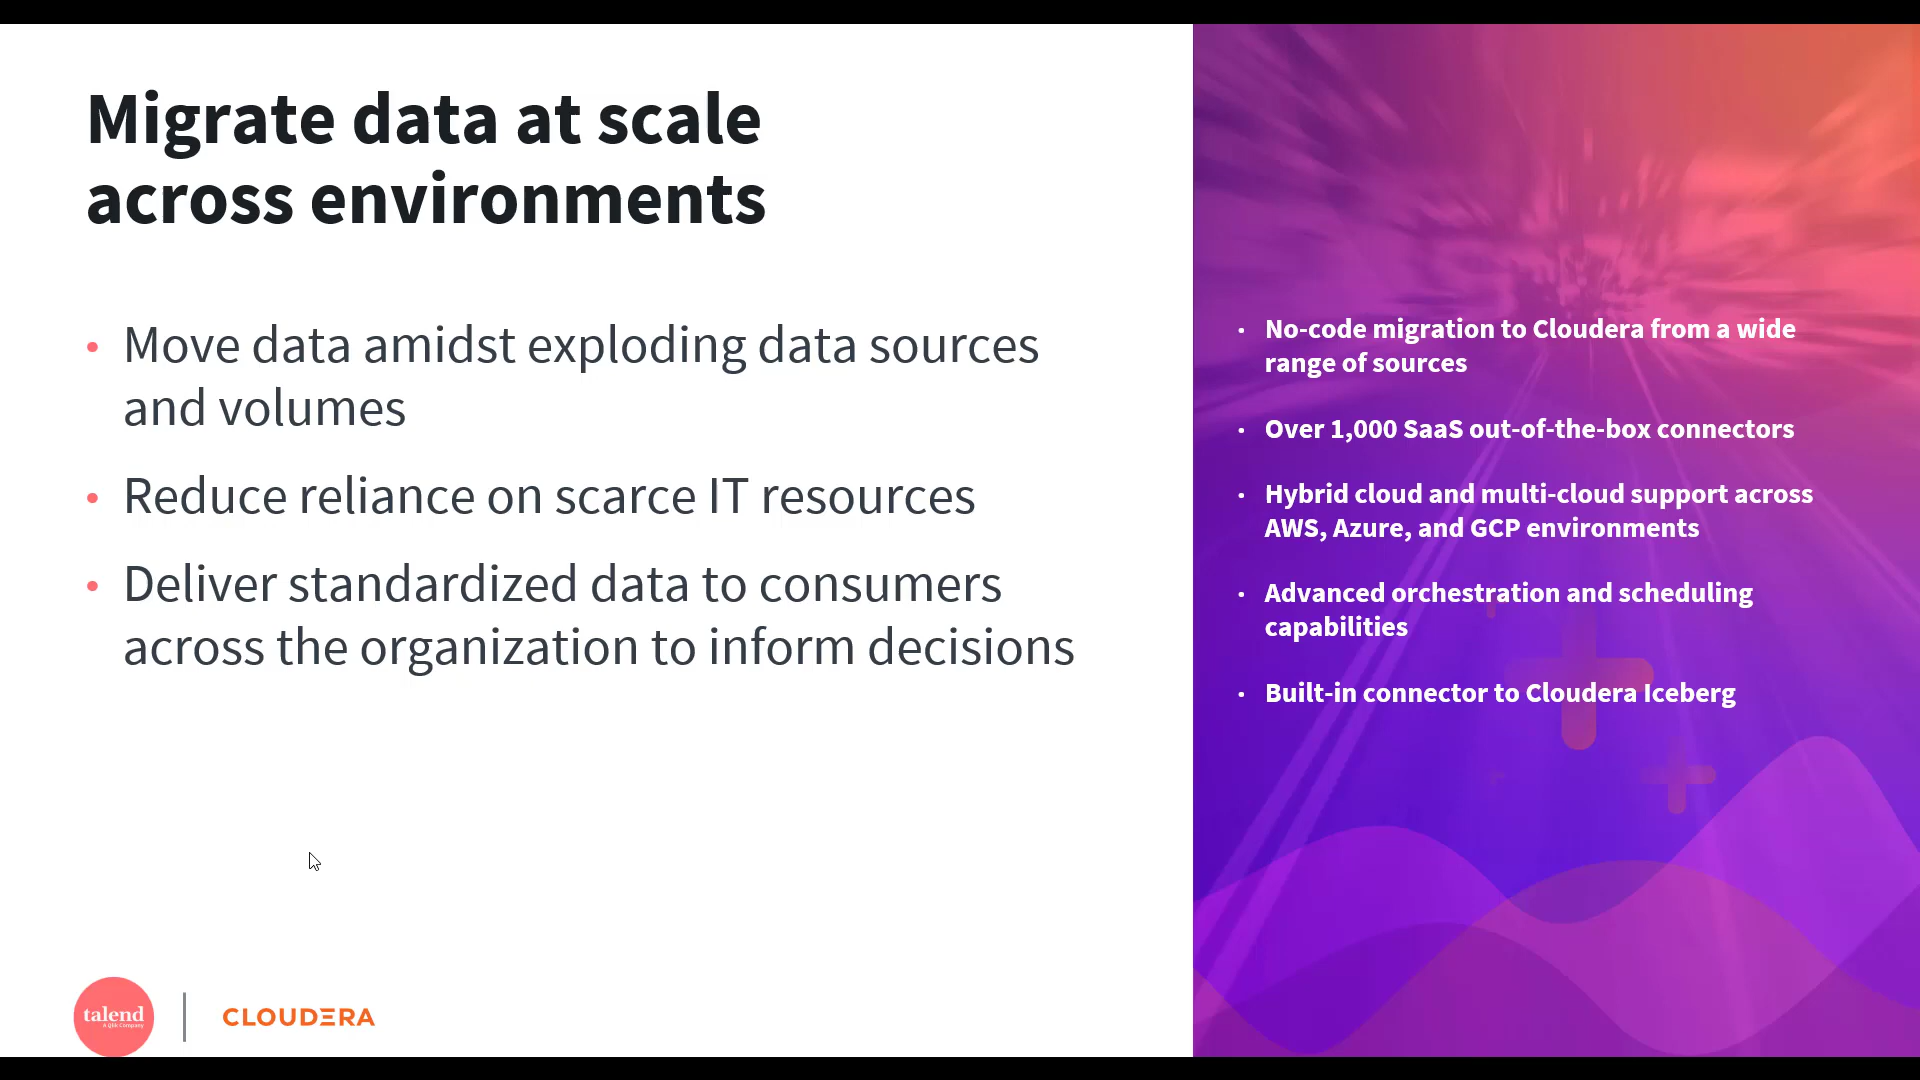 Migrate data at scale
across environments
• Move data amidst exploding data sources
and volumes
• Reduce reliance on scarce IT resources
• Deliver standardized data to consumers
across the organization to inform decisions
• No-code migration to Cloudera from a wide
range of sources
• Over 1,000 SaaS out-of-the-box connectors
• Hybrid cloud and multi-cloud support across
AWS, Azure, and GCP environments
• Advanced orchestration and scheduling
capabilities
• Built-in connector to Cloudera Iceberg
talend
A Qlik Company
CLOUDERA